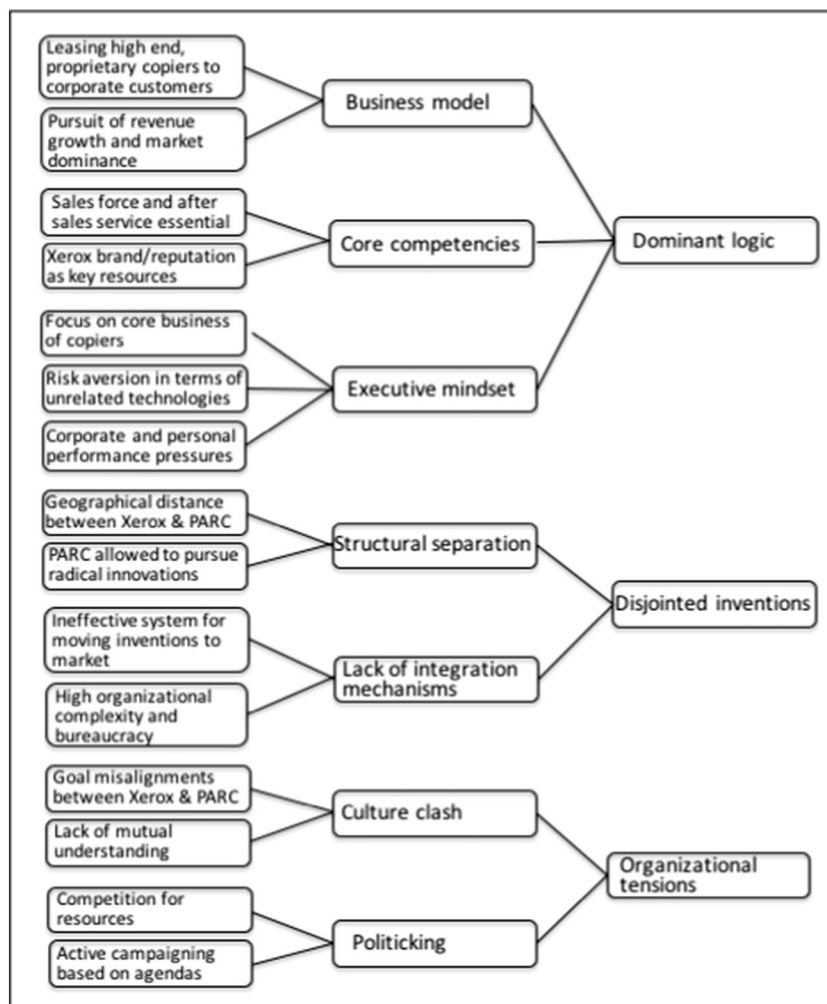 Leasing high end,
proprietary copiers to
corporate customers
Business model
Pursuit of revenue
growth and market
dominance
Sales force and after
sales service essential
Core competencies
Dominant logic
Xerox brand/reputation
as key resources
Focus on core business
of copiers
Risk aversion in terms of
unrelated technologies
Executive mindset
Corporate and personal
performance pressures
Geographical distance
between Xerox & PARC
Structural separation
PARC allowed to pursue
radical innovations
Disjointed inventions
Ineffective system for
moving inventions to
market
Lack of integration
mechanisms
High organizational
complexity and
bureaucracy
Goal misalignments
between Xerox & PARC
Culture clash
Lack of mutual
understanding
Organizational
tensions
Competition for
resources
Politicking
Active campaigning
based on agendas